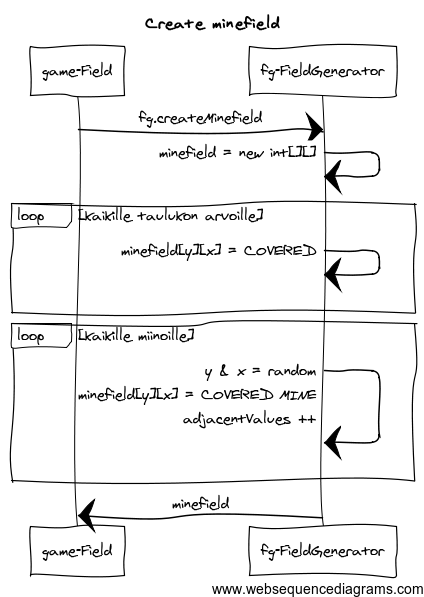 Create minefield
game-Field
fg-FieldGenerator
fg.createMinefield
minefield = new int[][]
loop
[kaikille taulukon arvoille]
minefield[y][x] = COVERED
loop
[kaikille miinoille]
y & x = random
minefield[y][x] = COVERED MINE
adjacentValues ++
minefield
game-Field
fg-FieldGenerator
www.websequencediagrams.com